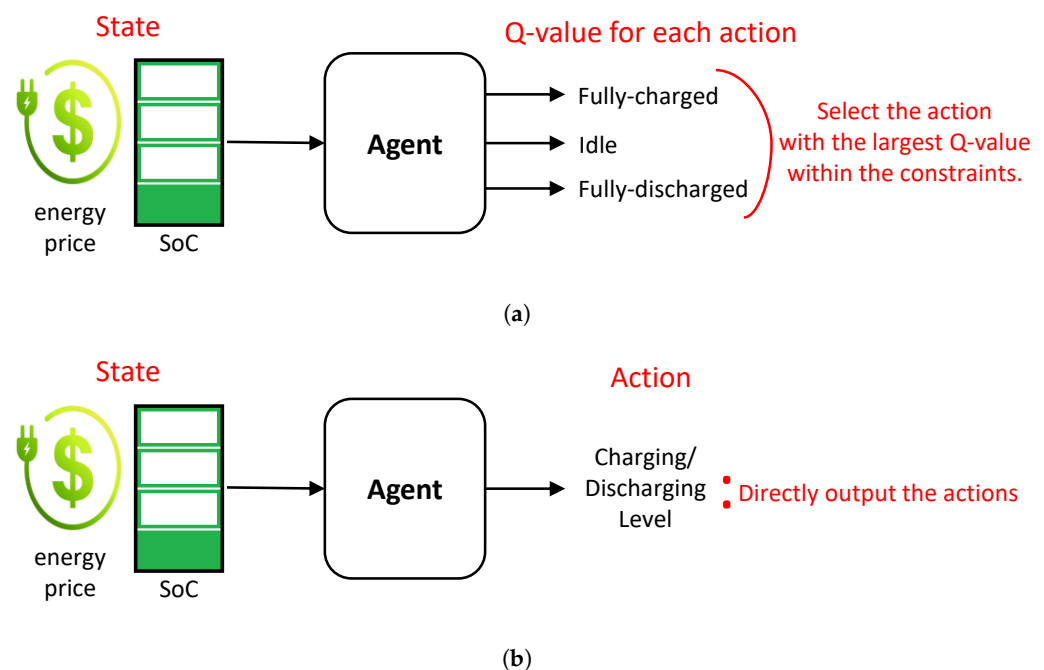 State
Q-value for each action
$
energy
price
SoC
Agent
Fully-charged
Idle
Fully-discharged
Select the action
with the largest Q-value
within the constraints.
(a)
State
Action
$
energy
price
SoC
Agent
Charging/
Discharging
Level
: Directly output the actions
(b)